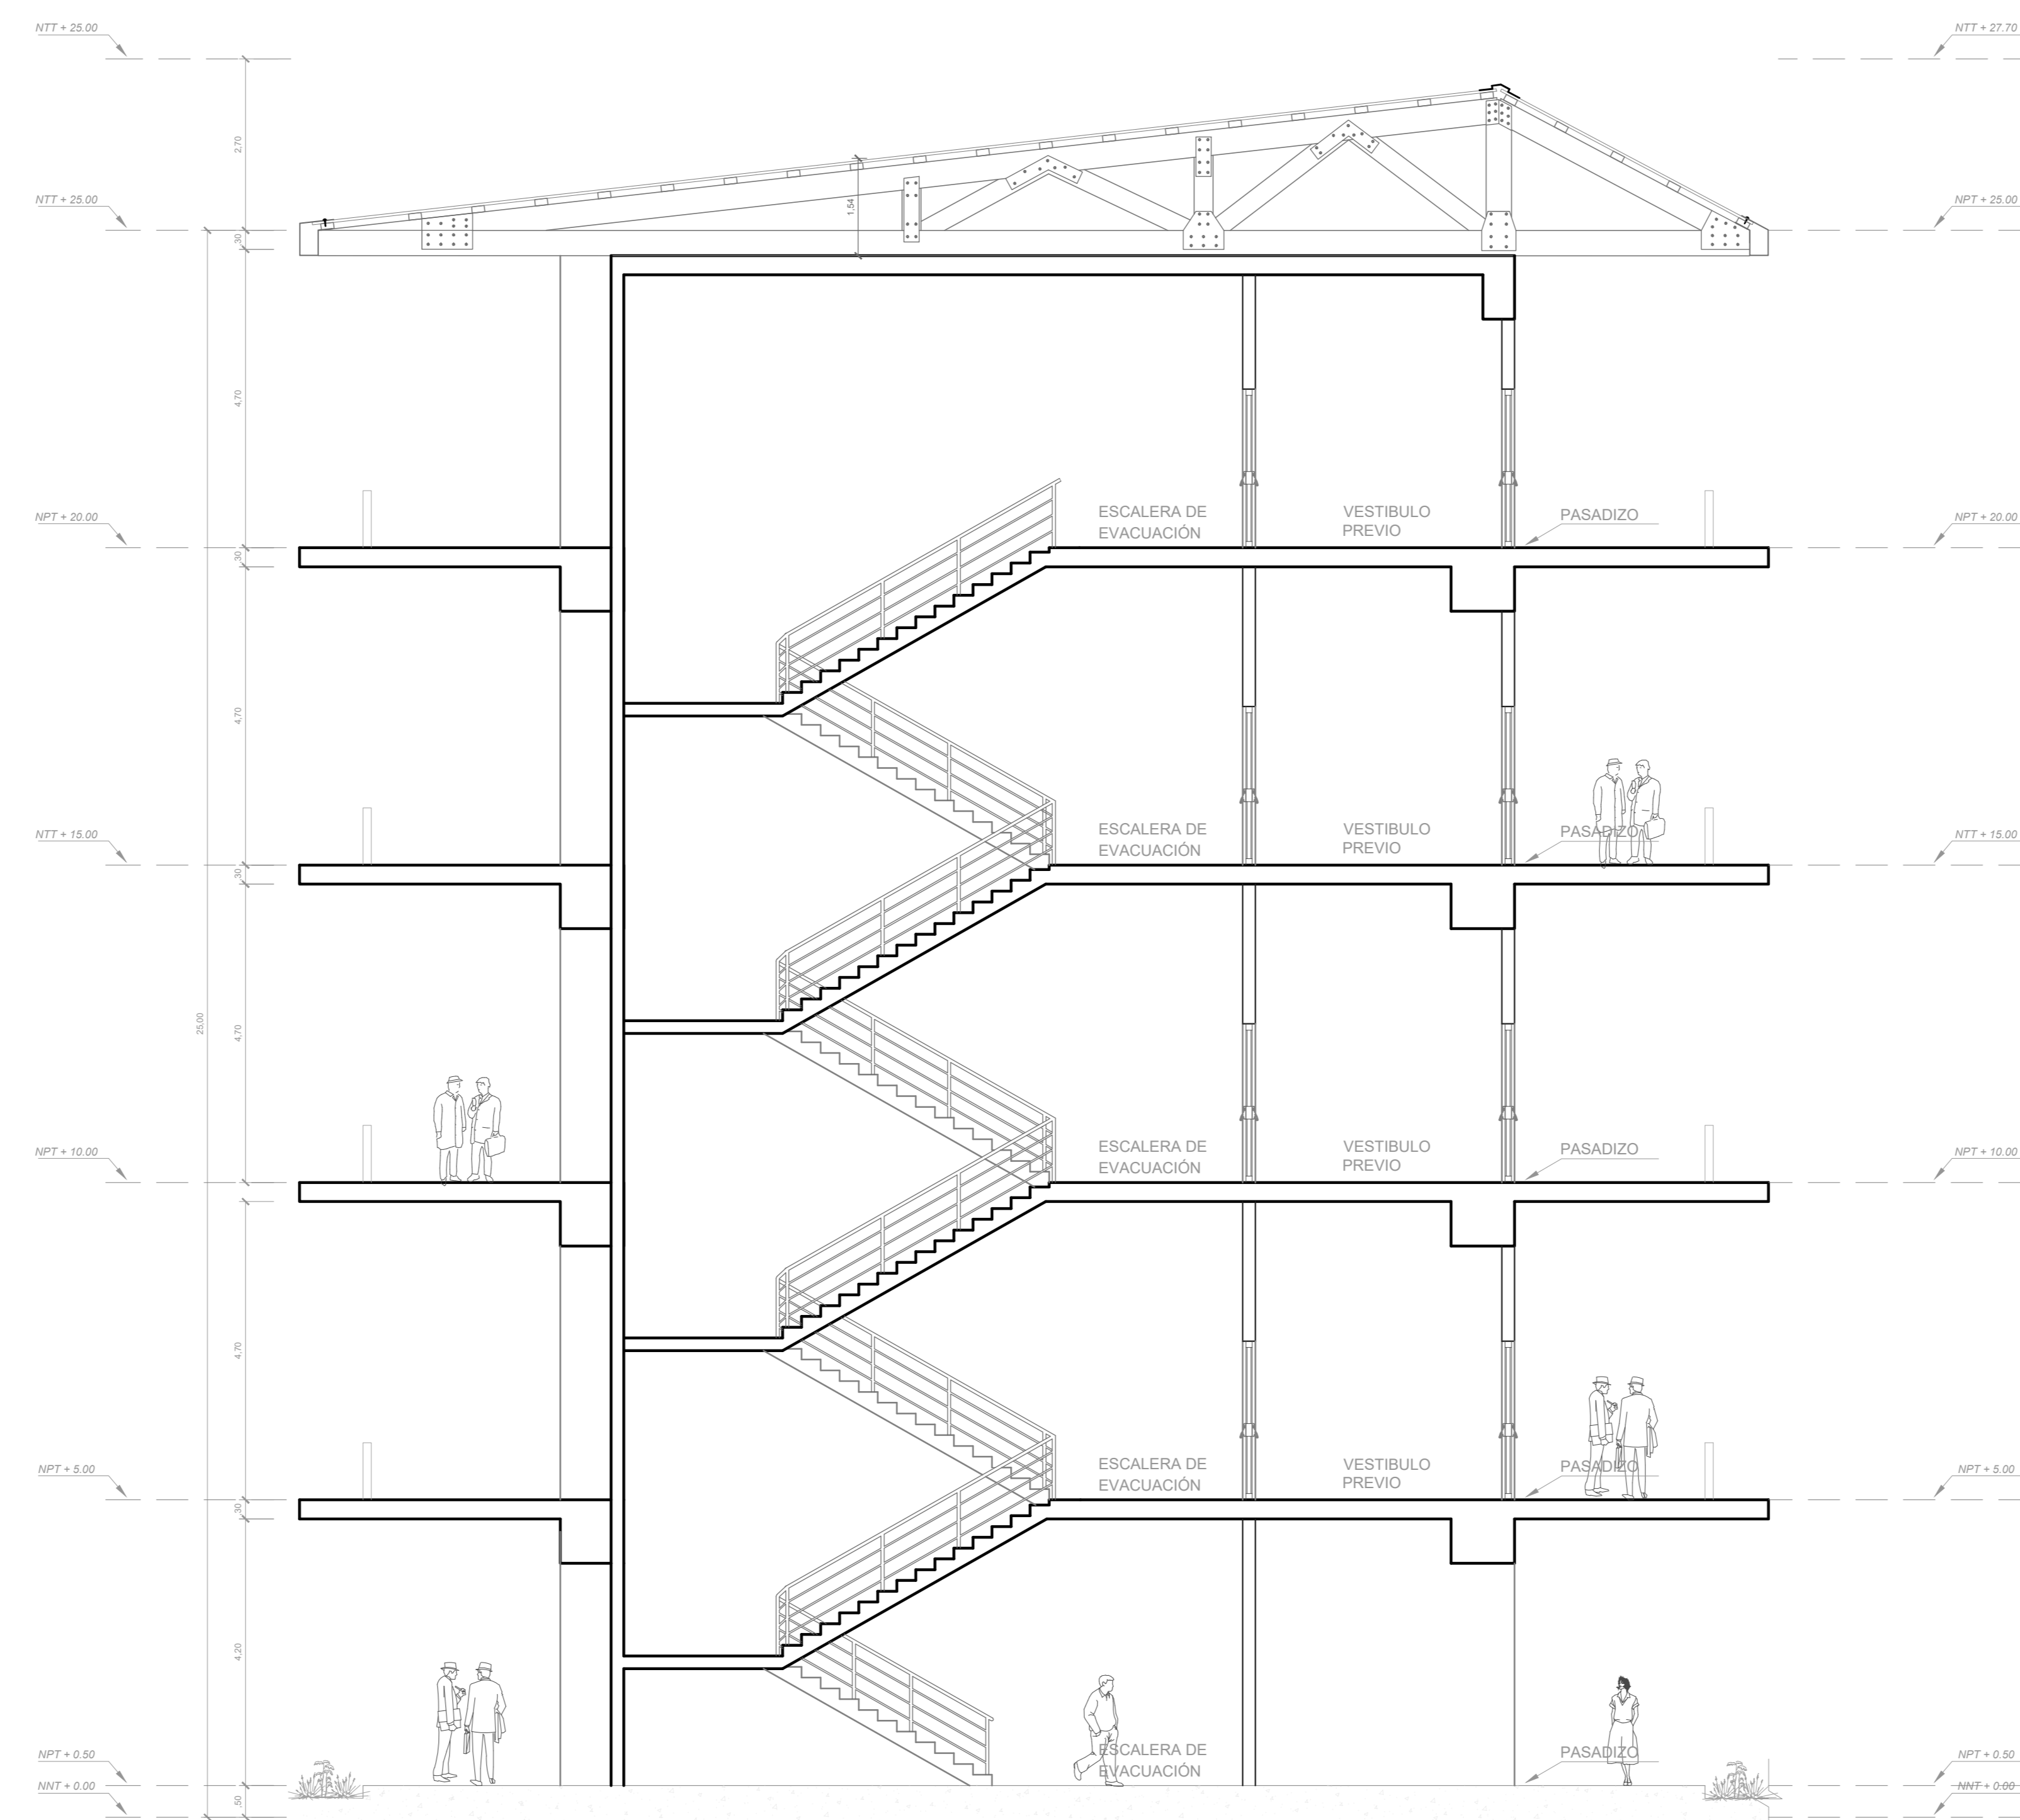 NTT + 25.00
NTT + 27.70
2,70
NTT + 25.00
NPT + 25.00
,30
1,54
4,70
NPT + 20.00
ESCALERA DE
EVACUACIÓN
VESTIBULO
PREVIO
PASADIZO
NPT + 20.00
,30
4,70
NTT + 15.00
ESCALERA DE
EVACUACIÓN
VESTIBULO
PREVIO
PASADIZO
NTT + 15.00
,30
25,00
4,70
NPT + 10.00
ESCALERA DE
EVACUACIÓN
VESTIBULO
PREVIO
PASADIZO
NPT + 10.00
4,70
NPT + 5.00
ESCALERA DE
EVACUACIÓN
VESTIBULO
PREVIO
PASADIZO
NPT + 5.00
,30
4,20
NPT + 0.50
ESCALERA DE
EVACUACIÓN
PASADIZO
NPT + 0.50
NNT + 0.00
NNT + 0.00
,50